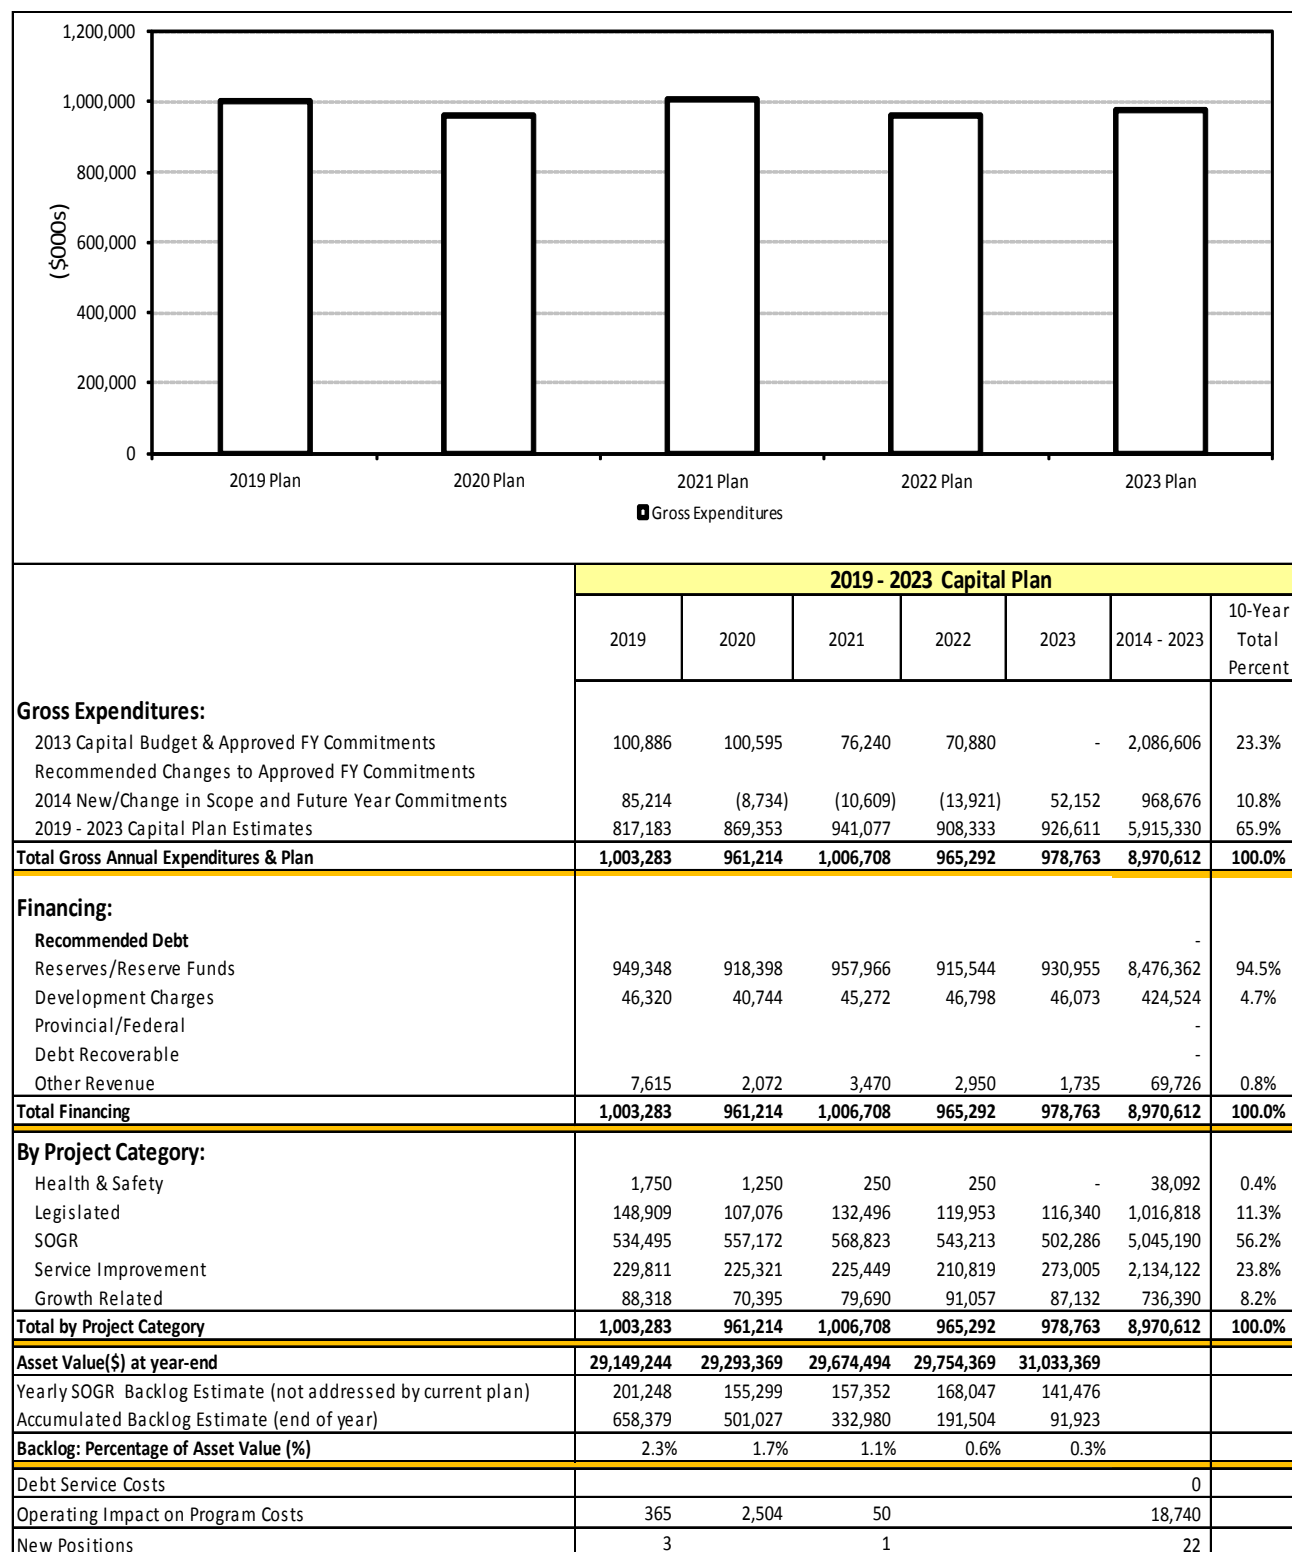 1,200,000
1,000,000
800,000
600,000
400,000
200,000
0
($000s)
2019 Plan 2020 Plan 2021 Plan 2022 Plan 2023 Plan
Gross Expenditures
2019 - 2023 Capital Plan
2019 2020 2021 2022 2023 2014 - 2023 10-Year Total Percent
Gross Expenditures:
2013 Capital Budget & Approved FY Commitments 100,886 100,595 76,240 70,880 - 2,086,606 23.3%
Recommended Changes to Approved FY Commitments
2014 New/Change in Scope and Future Year Commitments 85,214 (8,734) (10,609) (13,921) 52,152 968,676 10.8%
2019 - 2023 Capital Plan Estimates 817,183 869,353 941,077 908,333 926,611 5,915,330 65.9%
Total Gross Annual Expenditures & Plan 1,003,283 961,214 1,006,708 965,292 978,763 8,970,612 100.0%
Financing:
Recommended Debt -
Reserves/Reserve Funds 949,348 918,398 957,966 915,544 930,955 8,476,362 94.5%
Development Charges 46,320 40,744 45,272 46,798 46,073 424,524 4.7%
Provincial/Federal -
Debt Recoverable -
Other Revenue 7,615 2,072 3,470 2,950 1,735 69,726 0.8%
Total Financing 1,003,283 961,214 1,006,708 965,292 978,763 8,970,612 100.0%
By Project Category:
Health & Safety 1,750 1,250 250 250 - 38,092 0.4%
Legislated 148,909 107,076 132,496 119,953 116,340 1,016,818 11.3%
SOGR 534,495 557,172 568,823 543,213 502,286 5,045,190 56.2%
Service Improvement 229,811 225,321 225,449 210,819 273,005 2,134,122 23.8%
Growth Related 88,318 70,395 79,690 91,057 87,132 736,390 8.2%
Total by Project Category 1,003,283 961,214 1,006,708 965,292 978,763 8,970,612 100.0%
Asset Value($) at year-end 29,149,244 29,293,369 29,674,494 29,754,369 31,033,369
Yearly SOGR Backlog Estimate (not addressed by current plan) 201,248 155,299 157,352 168,047 141,476
Accumulated Backlog Estimate (end of year) 658,379 501,027 332,980 191,504 91,923
Backlog: Percentage of Asset Value (%) 2.3% 1.7% 1.1% 0.6% 0.3%
Debt Service Costs 0
Operating Impact on Program Costs 365 2,504 50 18,740
New Positions 3 1 22